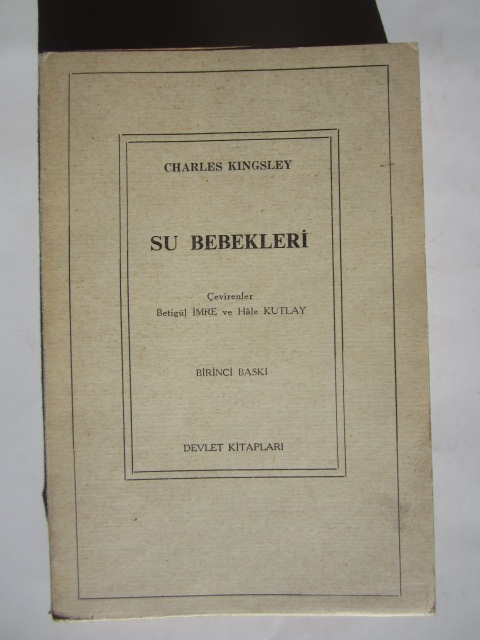 CHARLES KINGSLEY
SU BEBEKLERİ
Çevirenler
Betigül İMRE ve Hâle KUTLAY
BİRİNCİ BASKI
DEVLET KİTAPLARI